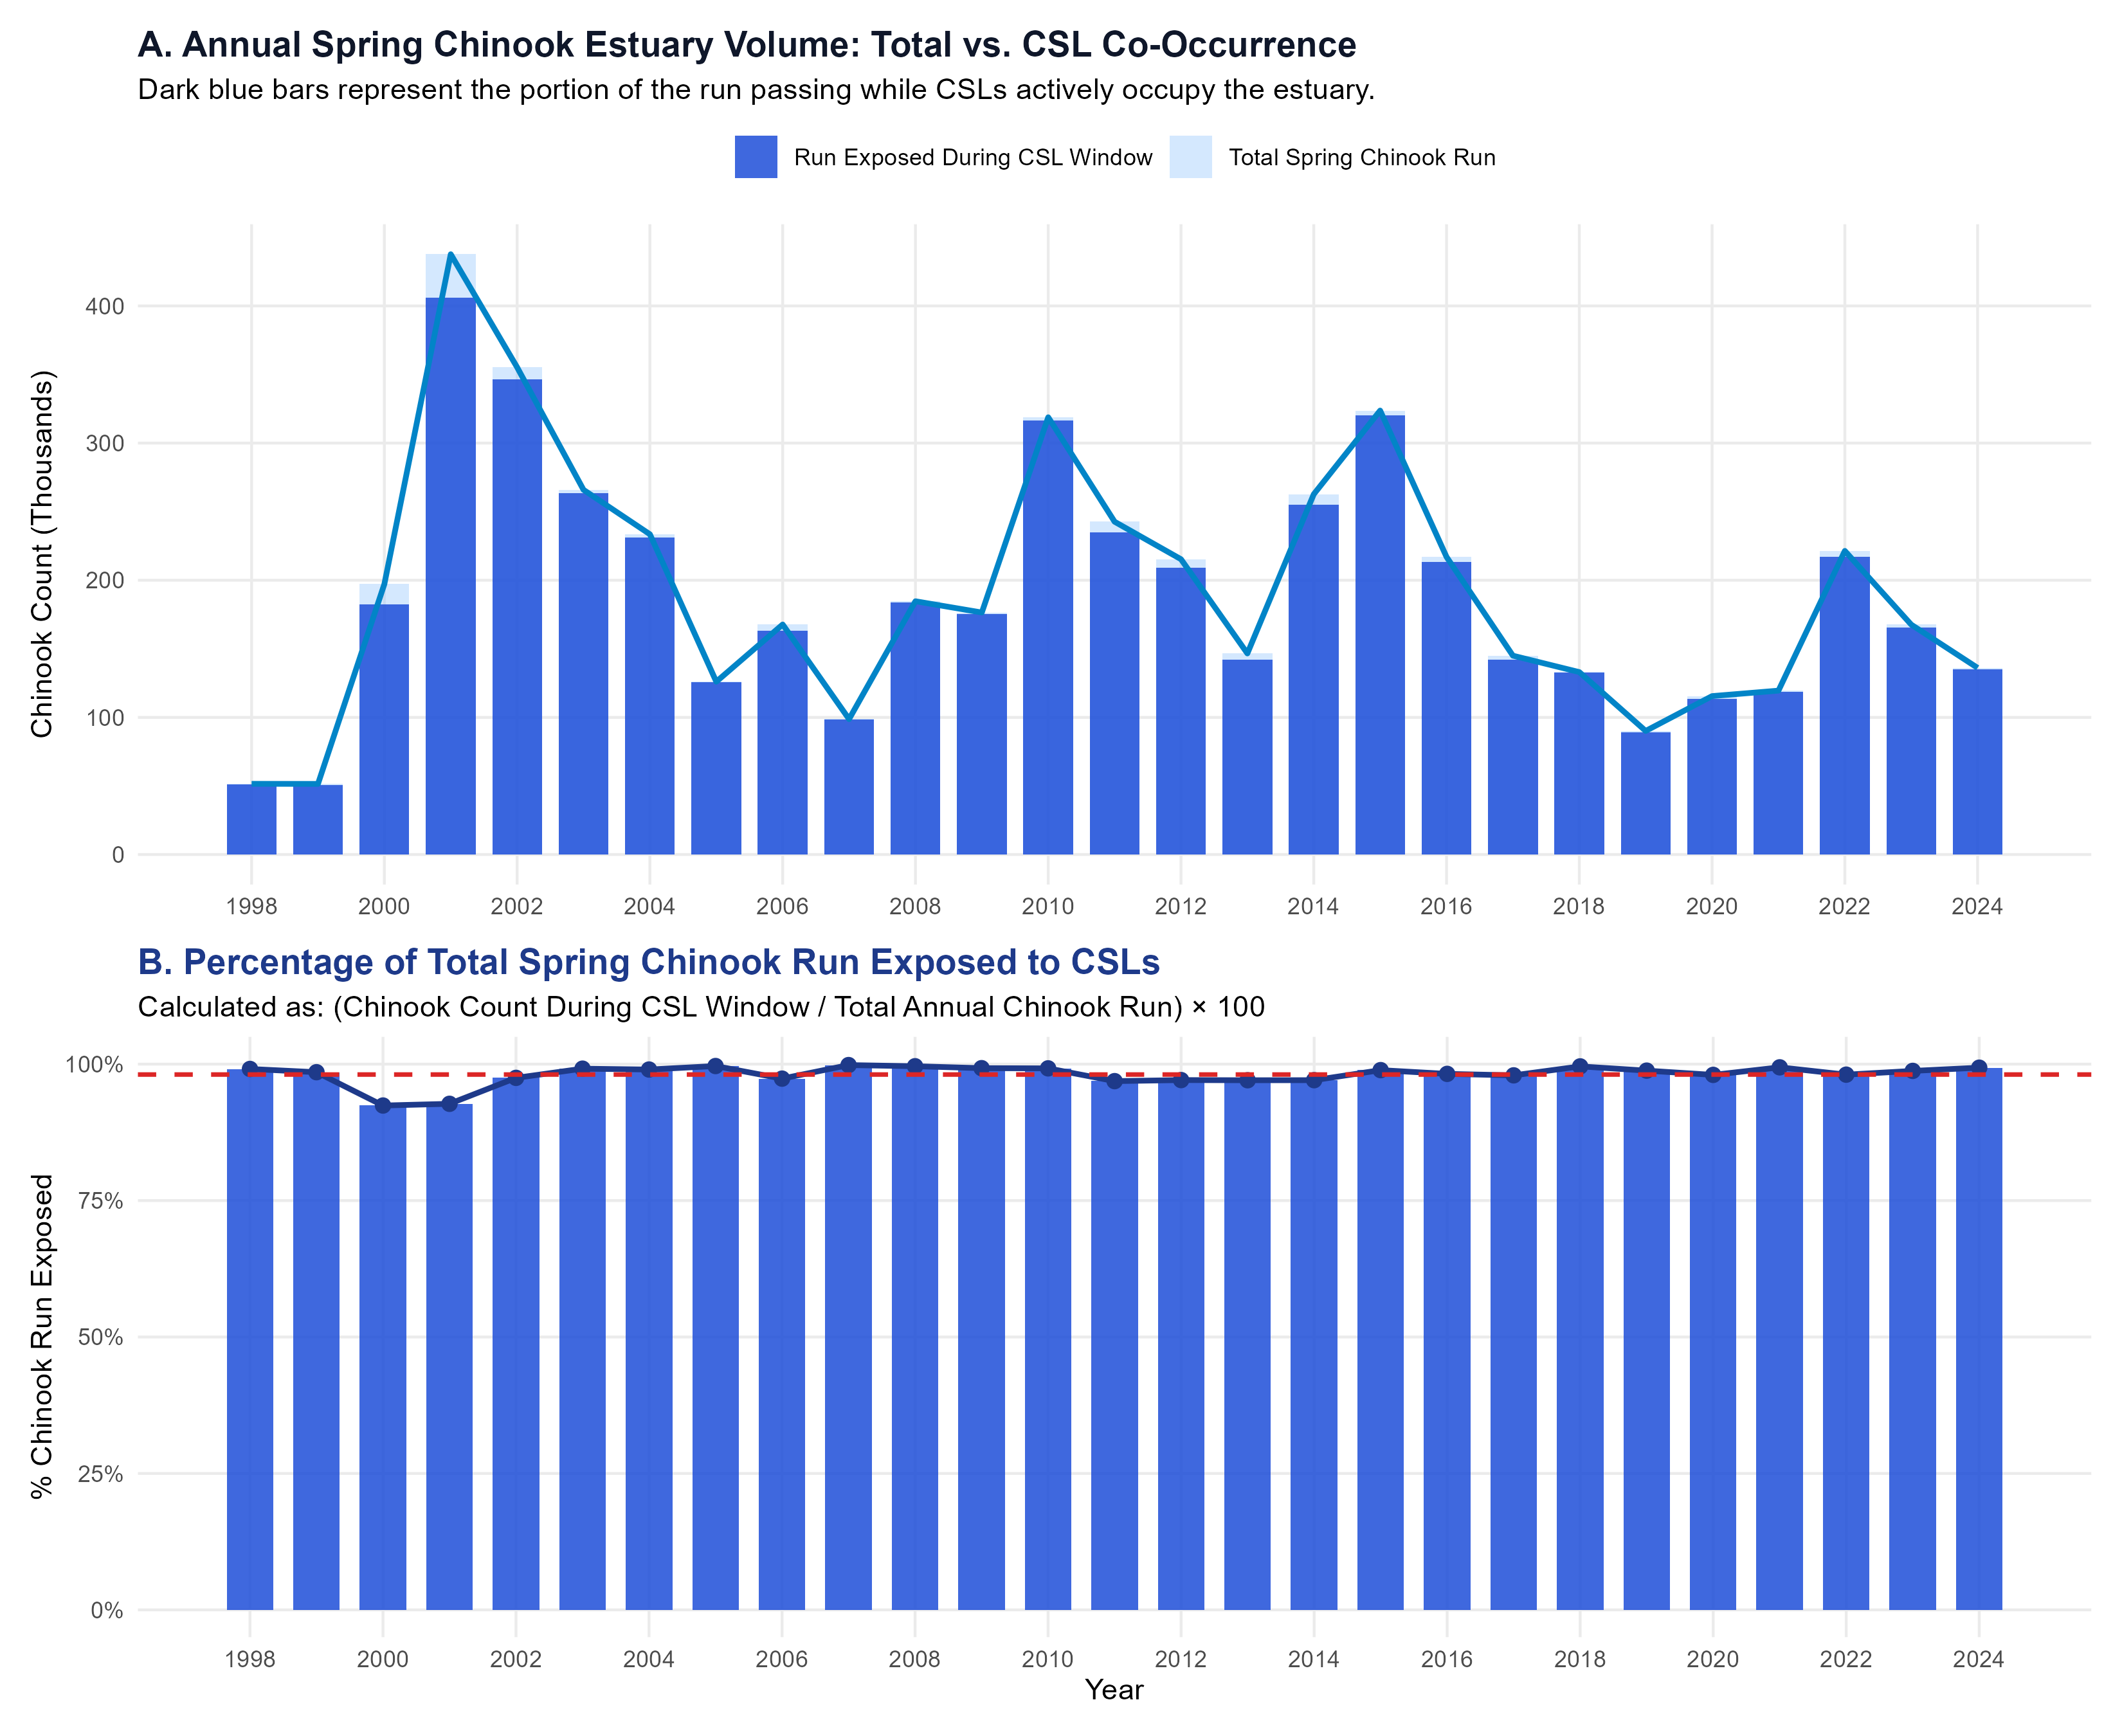 A. Annual Spring Chinook Estuary Volume: Total vs. CSL Co-Occurrence
Dark blue bars represent the portion of the run passing while CSLs actively occupy the estuary.
Run Exposed During CSL Window Total Spring Chinook Run
Chinook Count (Thousands)
400
300
200
100
0
1998 2000 2002 2004 2006 2008 2010 2012 2014 2016 2018 2020 2022 2024
B. Percentage of Total Spring Chinook Run Exposed to CSLs
Calculated as: (Chinook Count During CSL Window / Total Annual Chinook Run) × 100
% Chinook Run Exposed
100%
75%
50%
25%
0%
1998 2000 2002 2004 2006 2008 2010 2012 2014 2016 2018 2020 2022 2024
Year